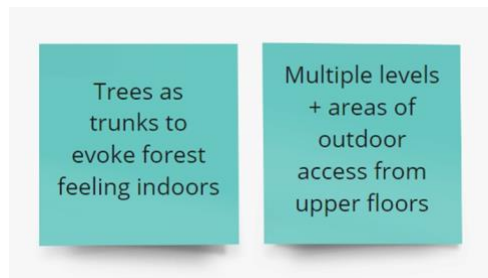 Trees as
trunks to
evoke forest
feeling indoors
Multiple levels
+ areas of
outdoor
access from
upper floors